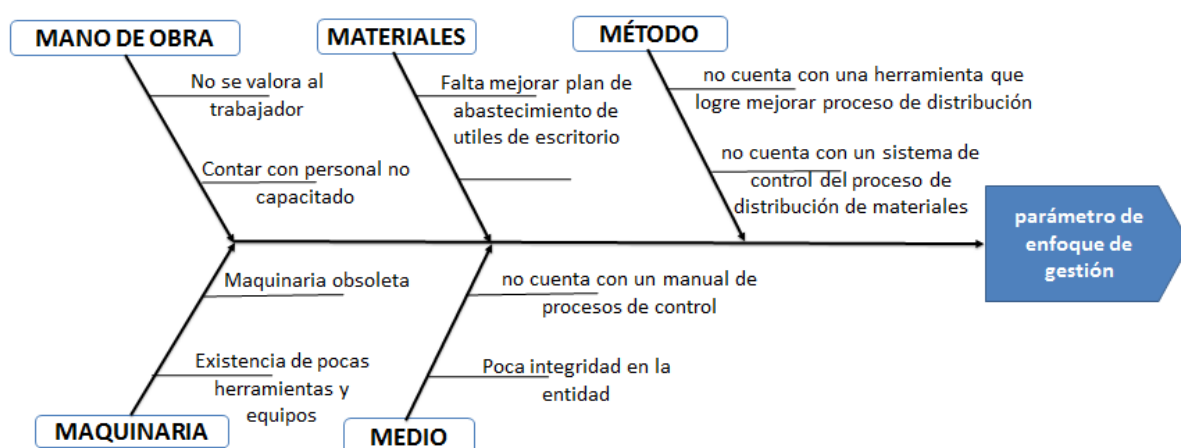 MANO DE OBRA
No se valora al
trabajador
Contar con personal no
capacitado
MATERIALES
Falta mejorar plan de
abastecimiento de
utiles de escritorio
MÉTODO
no cuenta con una herramienta que
logre mejorar proceso de distribución
no cuenta con un sistema de
control del proceso de
distribución de materiales
parámetro de
enfoque de
gestión
Maquinaria obsoleta
Existencia de pocas
herramientas y
equipos
MAQUINARIA
no cuenta con un manual de
procesos de control
Poca integridad en la
entidad
MEDIO